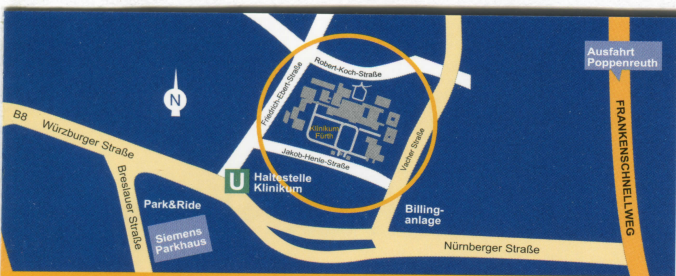 Ausfahrt
Poppenreuth
Robert-Koch-Straße
Friedrich-Ebert-Straße
N
FRANKENSCHNELLWEG
B8
Würzburger Straße
Klinikum
Fürth
Vacher Straße
Jakob-Henle-Straße
Breslauer Straße
U
Haltestelle
Klinikum
Park&Ride
Siemens
Parkhaus
Billing-
anlage
Nürnberger Straße